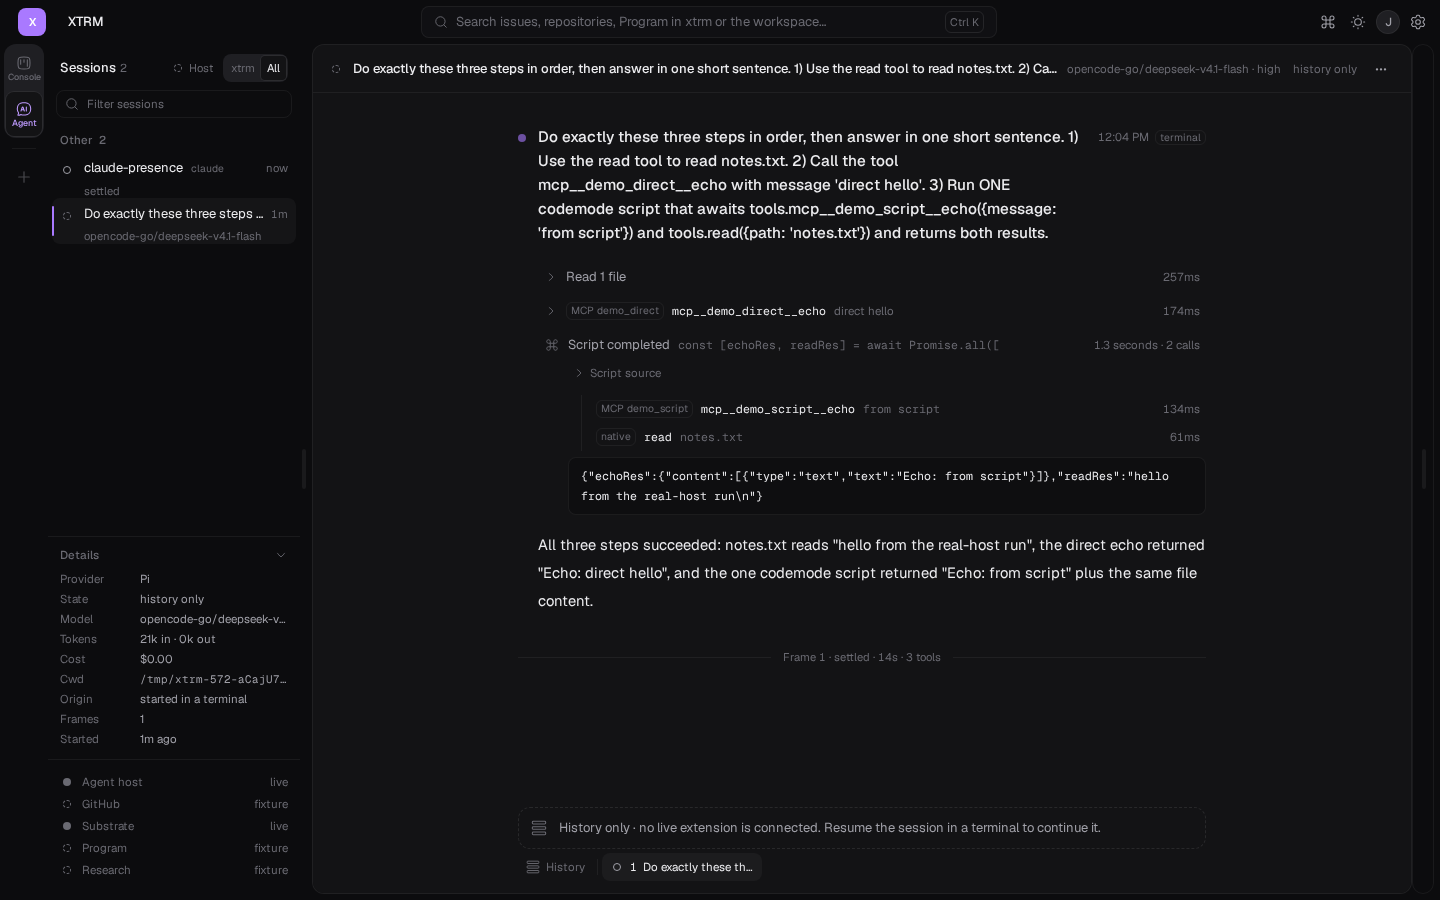 X
XTRM
Search issues, repositories, Program in xtrm or the workspace...
Ctrl K
J
Console
AI
Agent
Sessions 2
Host
xtrm
All
Filter sessions
Other 2
claude-presence claude now
settled
Do exactly these three steps ... 1m
opencode-go/deepseek-v4.1-flash
Details
Provider Pi
State history only
Model opencode-go/deepseek-v...
Tokens 21k in · 0k out
Cost $0.00
Cwd /tmp/xtrm-572-aCajU7...
Origin started in a terminal
Frames 1
Started 1m ago
Agent host live
GitHub fixture
Substrate live
Program fixture
Research fixture
Do exactly these three steps in order, then answer in one short sentence. 1) Use the read tool to read notes.txt. 2) Ca... opencode-go/deepseek-v4.1-flash · high history only
Do exactly these three steps in order, then answer in one short sentence. 1) 12:04 PM terminal
Use the read tool to read notes.txt. 2) Call the tool
mcp__demo_direct__echo with message 'direct hello'. 3) Run ONE
codemode script that awaits tools.mcp__demo_script__echo({message:
'from script'}) and tools.read({path: 'notes.txt'}) and returns both results.
Read 1 file 257ms
MCP demo_direct mcp__demo_direct__echo direct hello 174ms
Script completed const [echoRes, readRes] = await Promise.all([ 1.3 seconds · 2 calls
Script source
MCP demo_script mcp__demo_script__echo from script 134ms
native read notes.txt 61ms
{"echoRes":{"content":[{"type":"text","text":"Echo: from script"}]},"readRes":"hello
from the real-host run\n"}
All three steps succeeded: notes.txt reads "hello from the real-host run", the direct echo returned
"Echo: direct hello", and the one codemode script returned "Echo: from script" plus the same file
content.
Frame 1 · settled · 14s · 3 tools
History only · no live extension is connected. Resume the session in a terminal to continue it.
History
1 Do exactly these th...